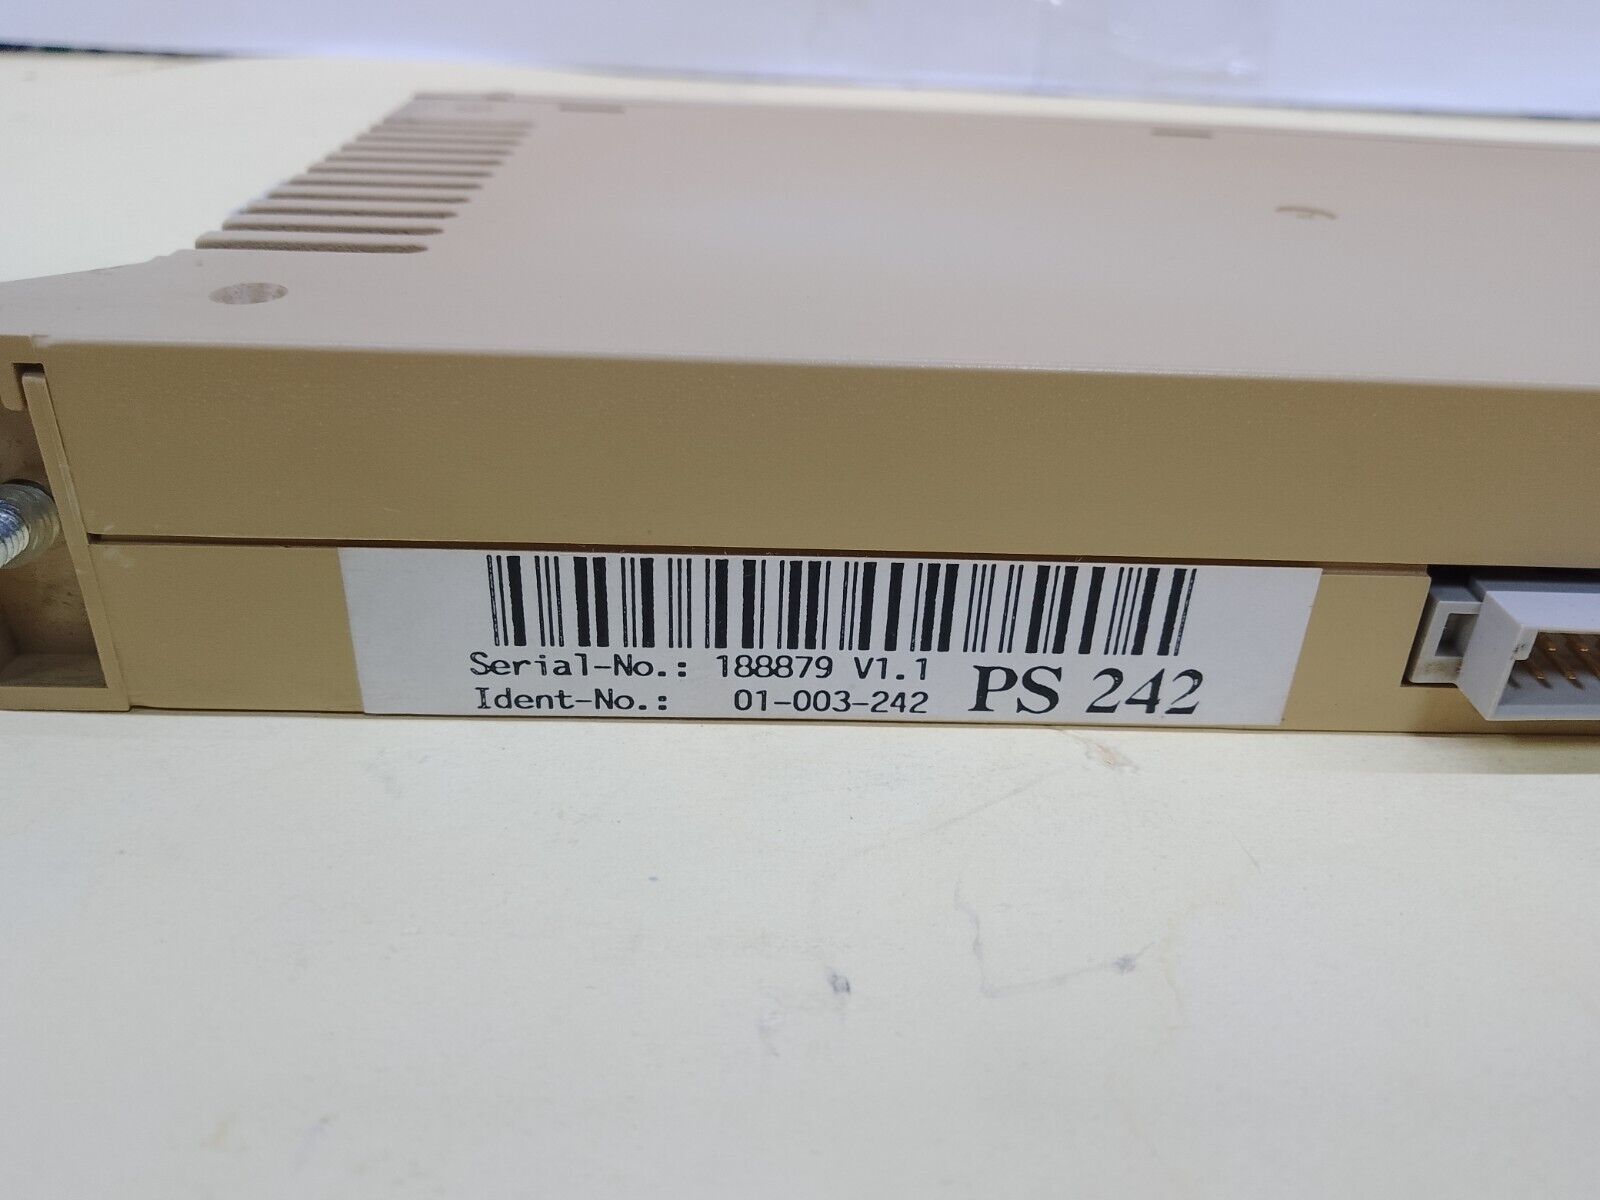 Serial-No.: 188879 V1.1
Ident-No.: 01-003-242
PS 242